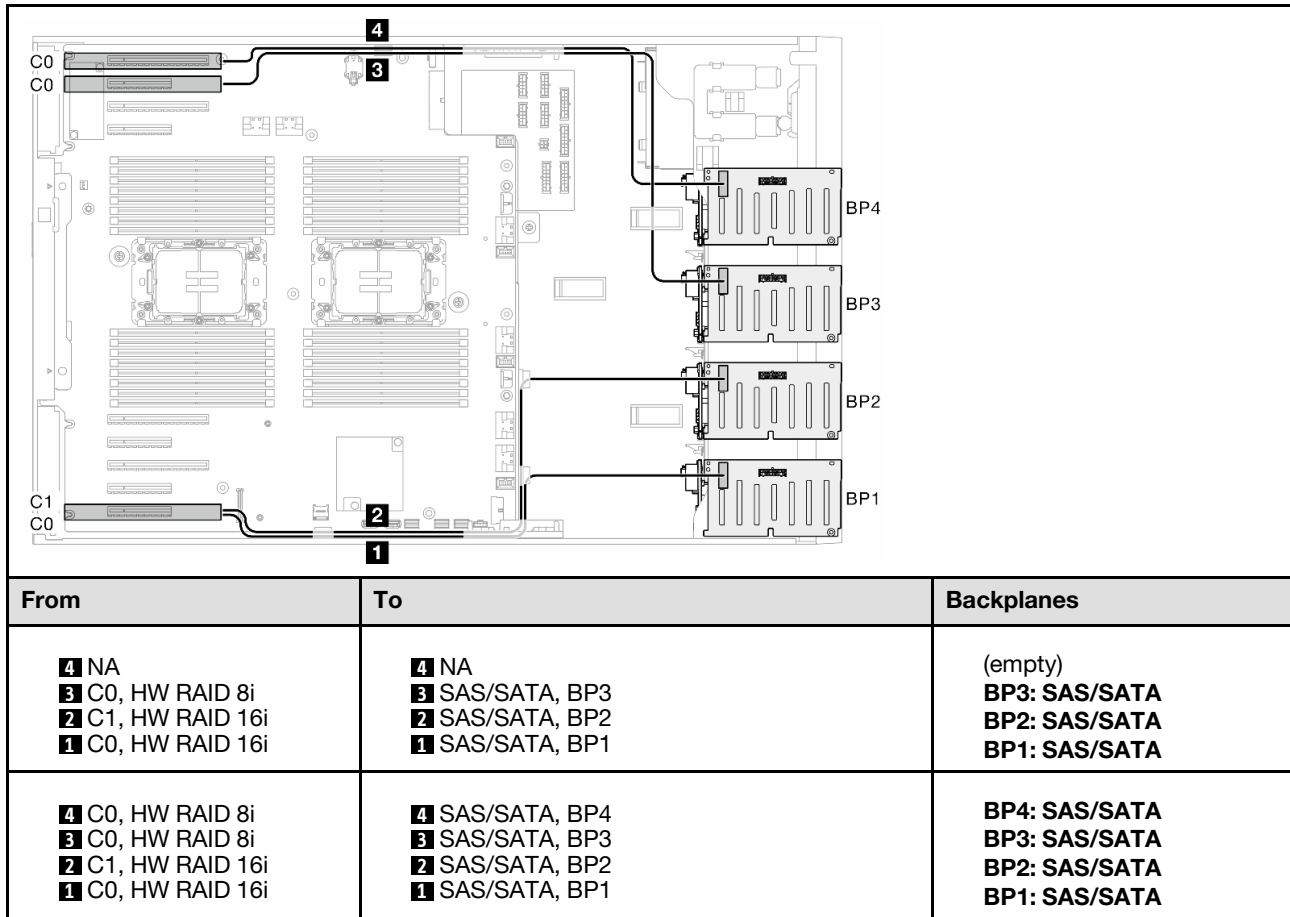 4
C0
3
C0
BP4
BP3
BP2
C1
BP1
2
C0
1
From To Backplanes
4 NA 4 NA (empty)
3 C0, HW RAID 8i 3 SAS/SATA, BP3 BP3: SAS/SATA
2 C1, HW RAID 16i 2 SAS/SATA, BP2 BP2: SAS/SATA
1 C0, HW RAID 16i 1 SAS/SATA, BP1 BP1: SAS/SATA
4 C0, HW RAID 8i 4 SAS/SATA, BP4 BP4: SAS/SATA
3 C0, HW RAID 8i 3 SAS/SATA, BP3 BP3: SAS/SATA
2 C1, HW RAID 16i 2 SAS/SATA, BP2 BP2: SAS/SATA
1 C0, HW RAID 16i 1 SAS/SATA, BP1 BP1: SAS/SATA